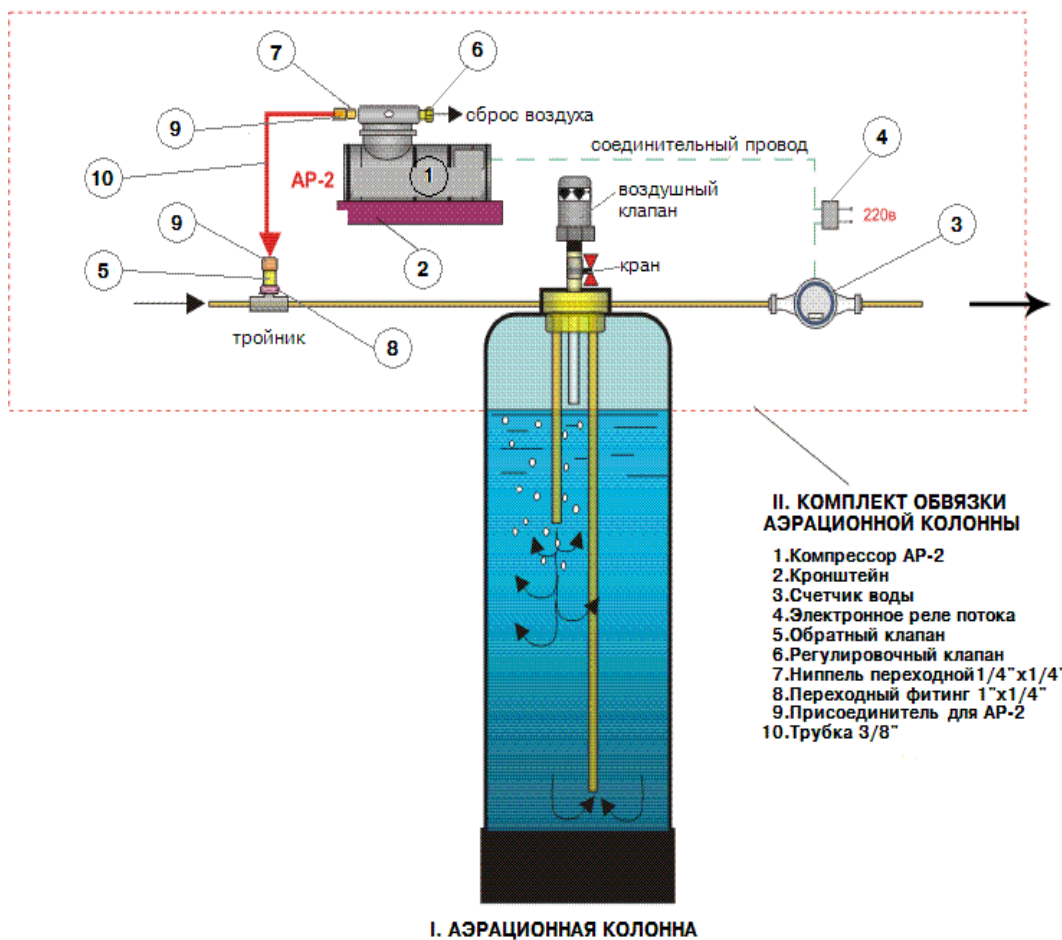 7
6
9
сброс воздуха
соединительный провод
4
10
АР-2
1
воздушный
клапан
220в
3
9
2
5
кран
тройник
8
II. КОМПЛЕКТ ОБВЯЗКИ
АЭРАЦИОННОЙ КОЛОННЫ
1.Компрессор АР-2
2.Кронштейн
3.Счетчик воды
4.Электронное реле потока
5.Обратный клапан
6.Регулировочный клапан
7.Ниппель переходной1/4"х1/4"
8.Переходный фитинг 1"х1/4"
9.Присоединитель для АР-2
10.Трубка 3/8"
I. АЭРАЦИОННАЯ КОЛОННА